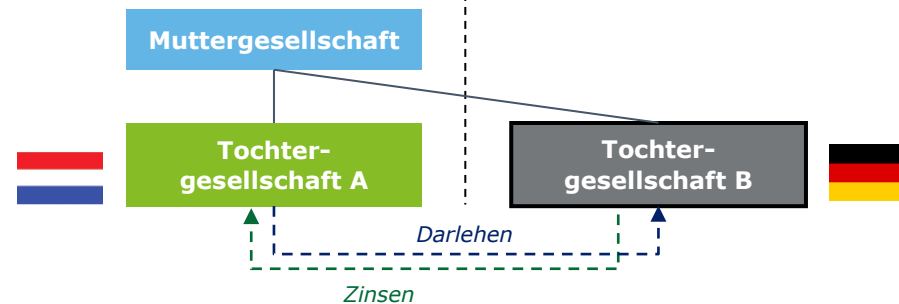 Muttergesellschaft
Tochter-
gesellschaft A
Tochter-
gesellschaft B
Darlehen
Zinsen